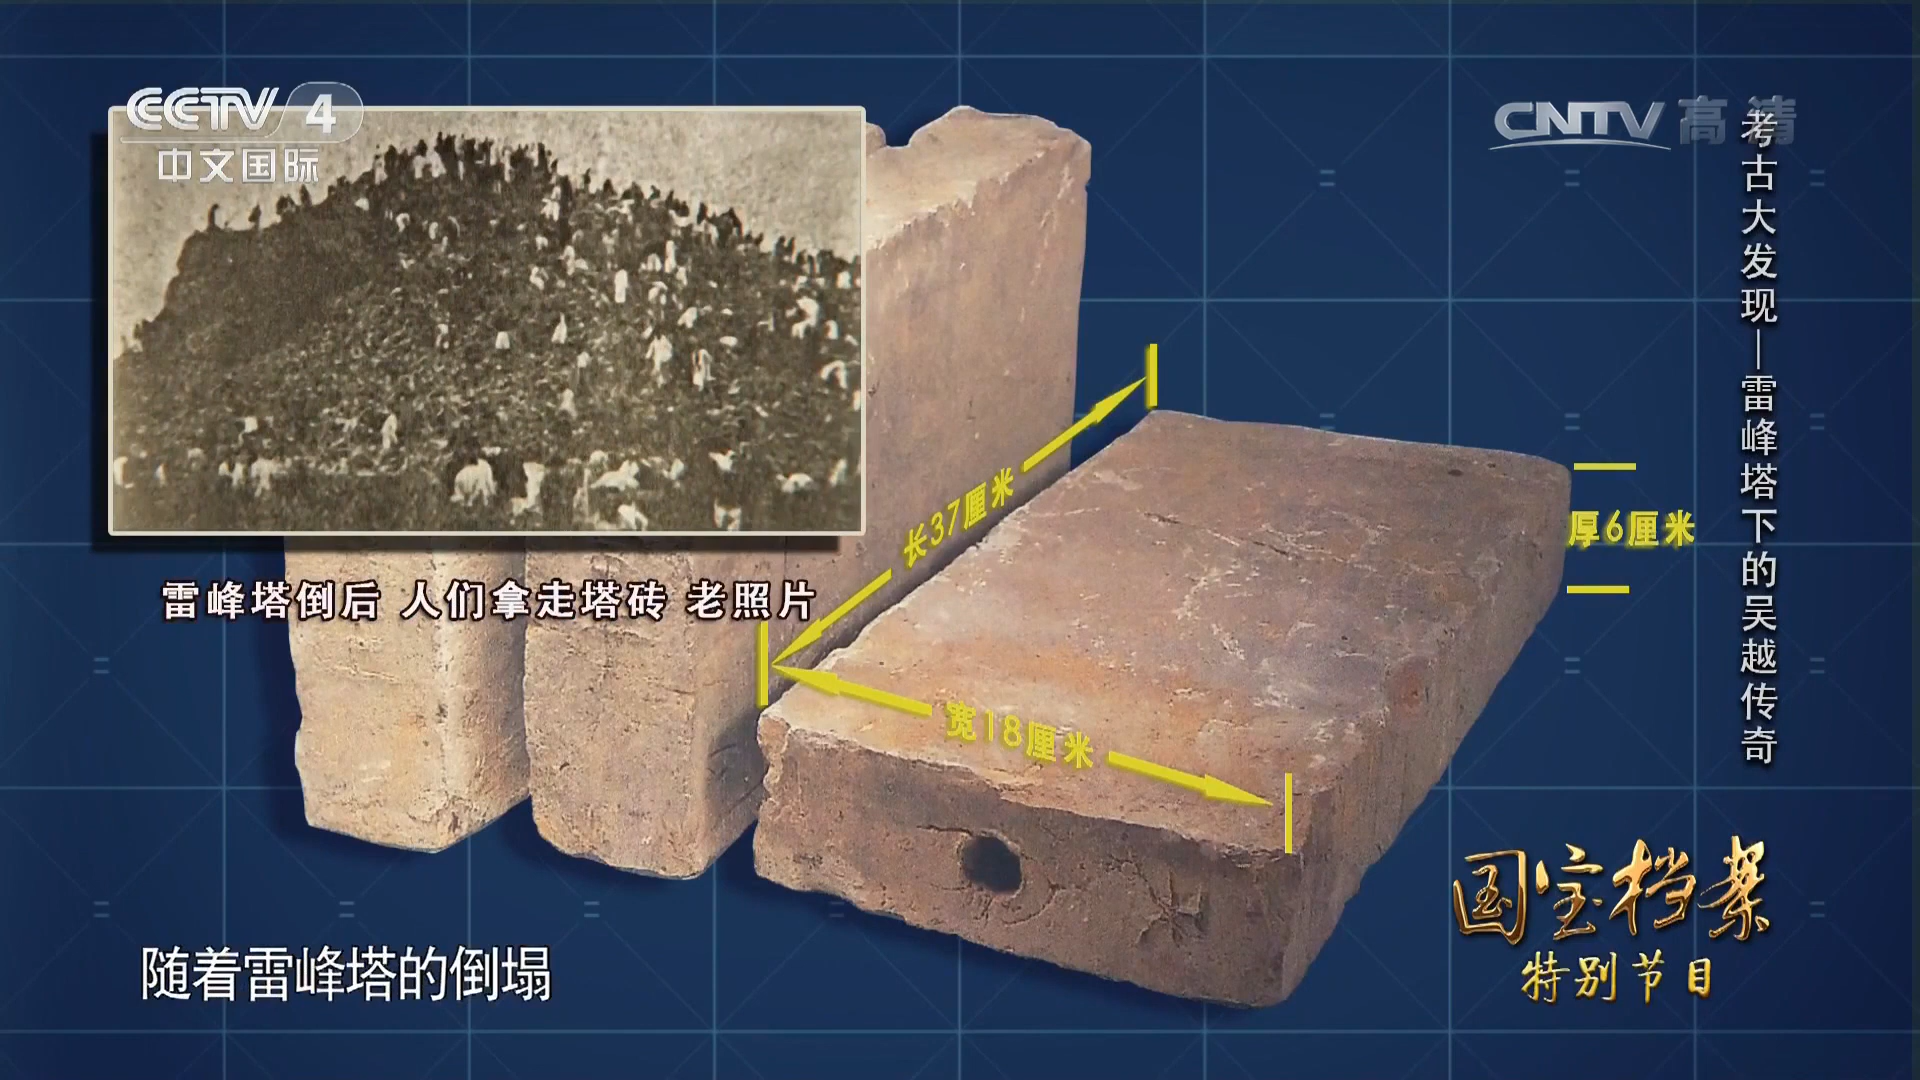 CCTV 4
中文国际
CNTV 高清
考古大发现—雷峰塔下的吴越传奇
长37厘米
厚6厘米
雷峰塔倒后 人们拿走塔砖 老照片
宽18厘米
国宝档案
特别节目
随着雷峰塔的倒塌